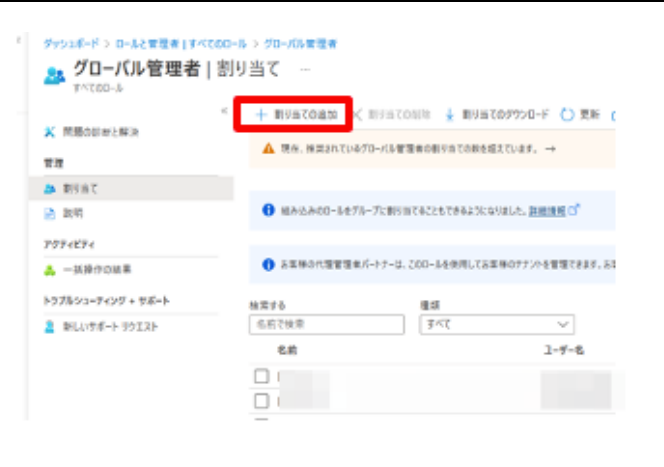 ダッシュボード > ロールと管理者 | すべてのロール > グローバル管理者
グローバル管理者 | 割り当て ...
すべてのロール
+ 割り当ての追加 × 割り当ての削除 割り当てのダウンロード 更新
問題の診断と解決
現在、推奨されているグローバル管理者の割り当ての数を超えています。 →
管理
割り当て
説明
組み込みのロールをグループに割り当てることもできるようになりました。詳細情報
アクティビティ
お客様の代理管理者パートナーは、このロールを使用してお客様のテナントを管理できます。
一括操作の結果
トラブルシューティング + サポート
検索する 種類
新しいサポート リクエスト
名前で検索 すべて
名前 ユーザー名